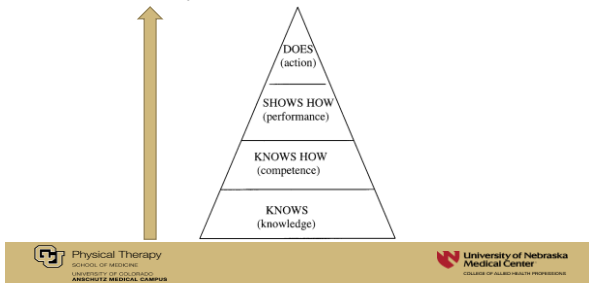 DOES
(action)
SHOWS HOW
(performance)
KNOWS HOW
(competence)
KNOWS
(knowledge)
CU
Physical Therapy
SCHOOL OF MEDICINE
UNIVERSITY OF COLORADO
ANSCHUTZ MEDICAL CAMPUS
N
University of Nebraska
Medical Center
COLLEGE OF ALLIED HEALTH PROFESSIONS